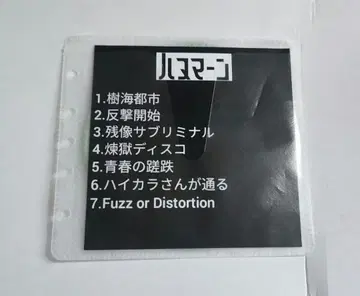 ハヌマーン
1.樹海都市
2.反撃開始
3.残像サブリミナル
4.煉獄ディスコ
5.青春の蹉跌
6.ハイカラさんが通る
7.Fuzz or Distortion